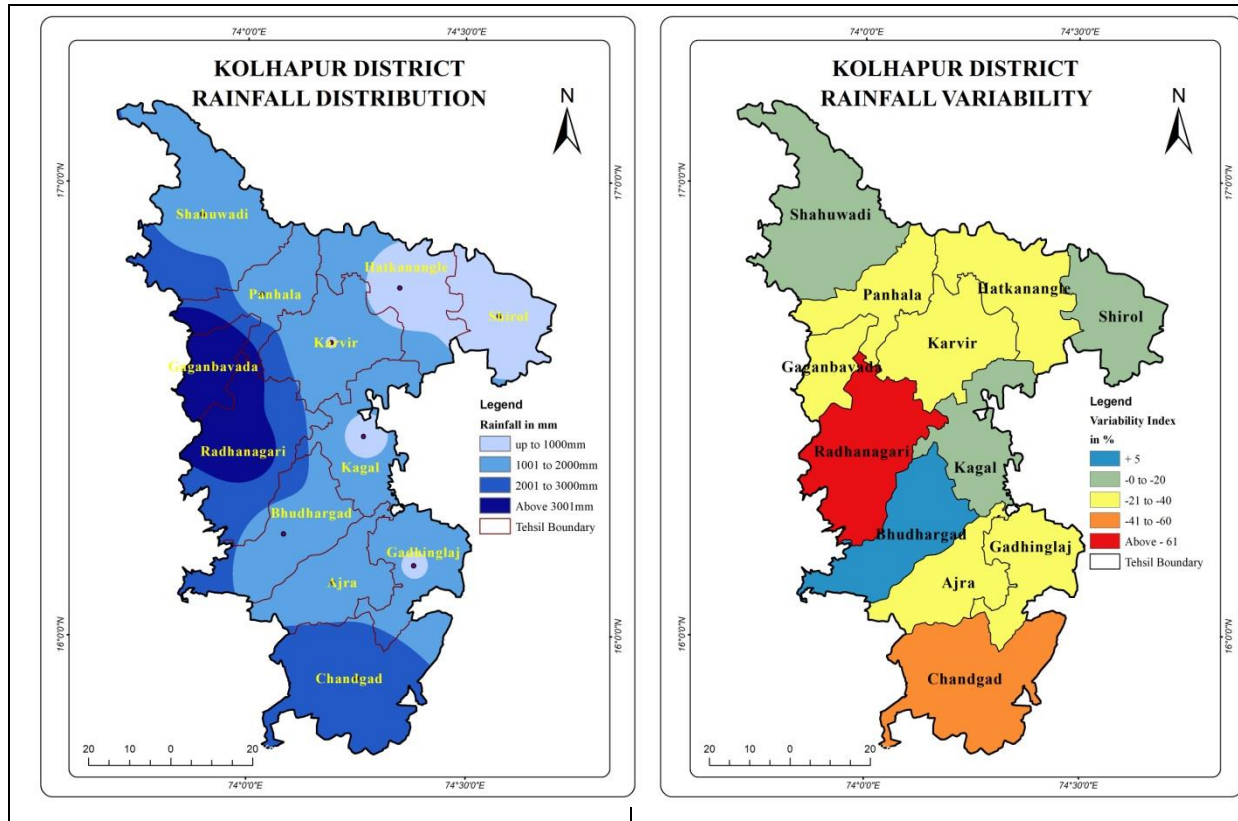 74°0'0"E 74°30'0"E
KOLHAPUR DISTRICT
RAINFALL DISTRIBUTION
N
17°0'0"N 17°0'0"N
Shahuwadi
Hatkanangle
Panhala
Shirol
Karvir
Gaganbavada
Radhanagari
Kagal
Bhudhargad
Gadhinglaj
Ajra
Chandgad
Legend
Rainfall in mm
up to 1000mm
1001 to 2000mm
2001 to 3000mm
Above 3001mm
Tehsil Boundary
16°0'0"N 16°0'0"N
20 10 0 20
74°0'0"E 74°30'0"E
74°0'0"E 74°30'0"E
KOLHAPUR DISTRICT
RAINFALL VARIABILITY
N
17°0'0"N 17°0'0"N
Shahuwadi
Panhala
Hatkanangle
Shirol
Karvir
Gaganbavada
Radhanagari
Kagal
Bhudhargad
Gadhinglaj
Ajra
Chandgad
Legend
Variability Index
in %
+ 5
-0 to -20
-21 to -40
-41 to -60
Above - 61
Tehsil Boundary
16°0'0"N 16°0'0"N
20 10 0 20
74°0'0"E 74°30'0"E